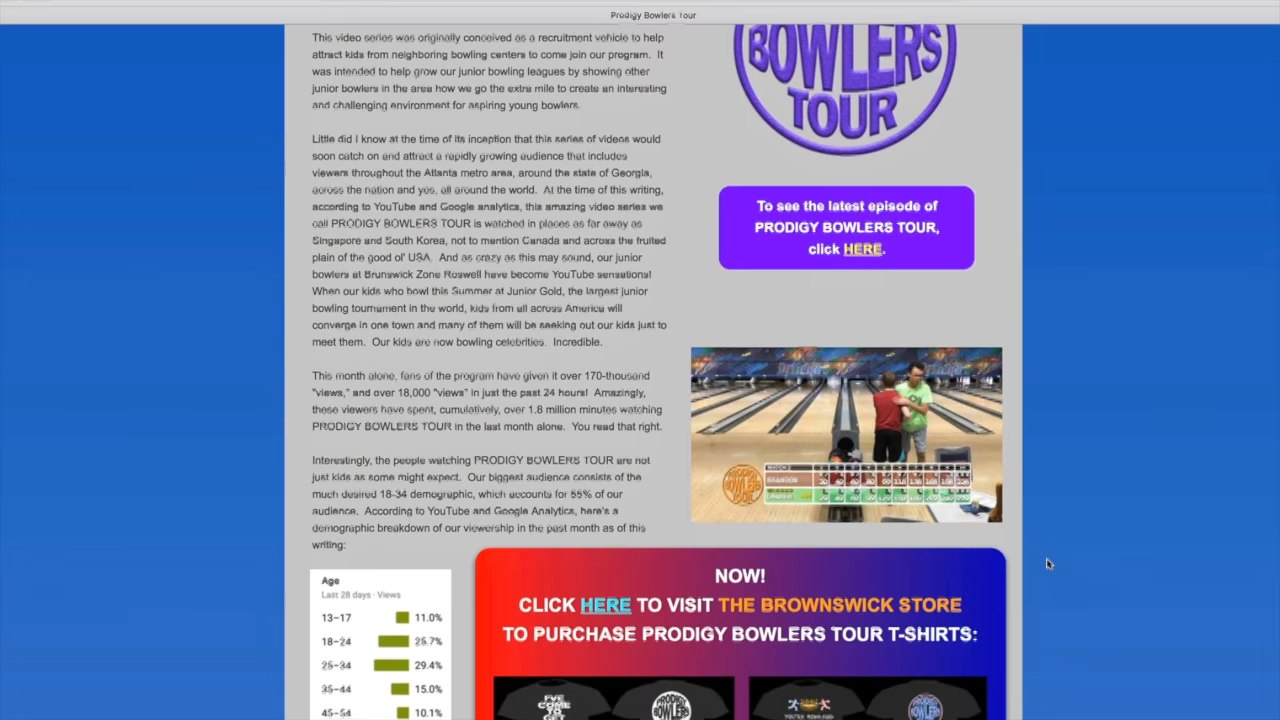 Prodigy Bowlers Tour
This video series was originally conceived as a recruitment vehicle to help
attract kids from neighboring bowling centers to come join our program. It
was intended to help grow our junior bowling leagues by showing other
junior bowlers in the area how we go the extra mile to create an interesting
and challenging environment for aspiring young bowlers.
Little did I know at the time of its inception that this series of videos would
soon catch on and attract a rapidly growing audience that includes
viewers throughout the Atlanta metro area, around the state of Georgia,
across the nation and yes, all around the world. At the time of this writing,
according to YouTube and Google analytics, this amazing video series we
call PRODIGY BOWLERS TOUR is watched in places as far away as
Singapore and South Korea, not to mention Canada and across the fruited
plain of the good ol' USA. And as crazy as this may sound, our junior
bowlers at Brunswick Zone Roswell have become YouTube sensations!
When our kids who bowl this Summer at Junior Gold, the largest junior
bowling tournament in the world, kids from all across America will
converge in one town and many of them will be seeking out our kids just to
meet them. Our kids are now bowling celebrities. Incredible.
This month alone, fans of the program have given it over 170-thousand
"views," and over 18,000 "views" in just the past 24 hours! Amazingly,
these viewers have spent, cumulatively, over 1.8 million minutes watching
PRODIGY BOWLERS TOUR in the last month alone. You read that right.
Interestingly, the people watching PRODIGY BOWLERS TOUR are not
just kids as some might expect. Our biggest audience consists of the
much desired 18-34 demographic, which accounts for 55% of our
audience. According to YouTube and Google Analytics, here's a
demographic breakdown of our viewership in the past month as of this
writing:
Age
Last 28 days · Views
13–17 11.0%
18–24 25.7%
25–34 29.4%
35–44 15.0%
45–54 10.1%
BOWLERS
TOUR
To see the latest episode of
PRODIGY BOWLERS TOUR,
click HERE.
PRODIGY
BOWLERS
TOUR
BRANDON
NOW!
CLICK HERE TO VISIT THE BROWNSWICK STORE
TO PURCHASE PRODIGY BOWLERS TOUR T-SHIRTS:
I'VE
COME
TO
GET
PRODIGY
BOWLERS
TOUR